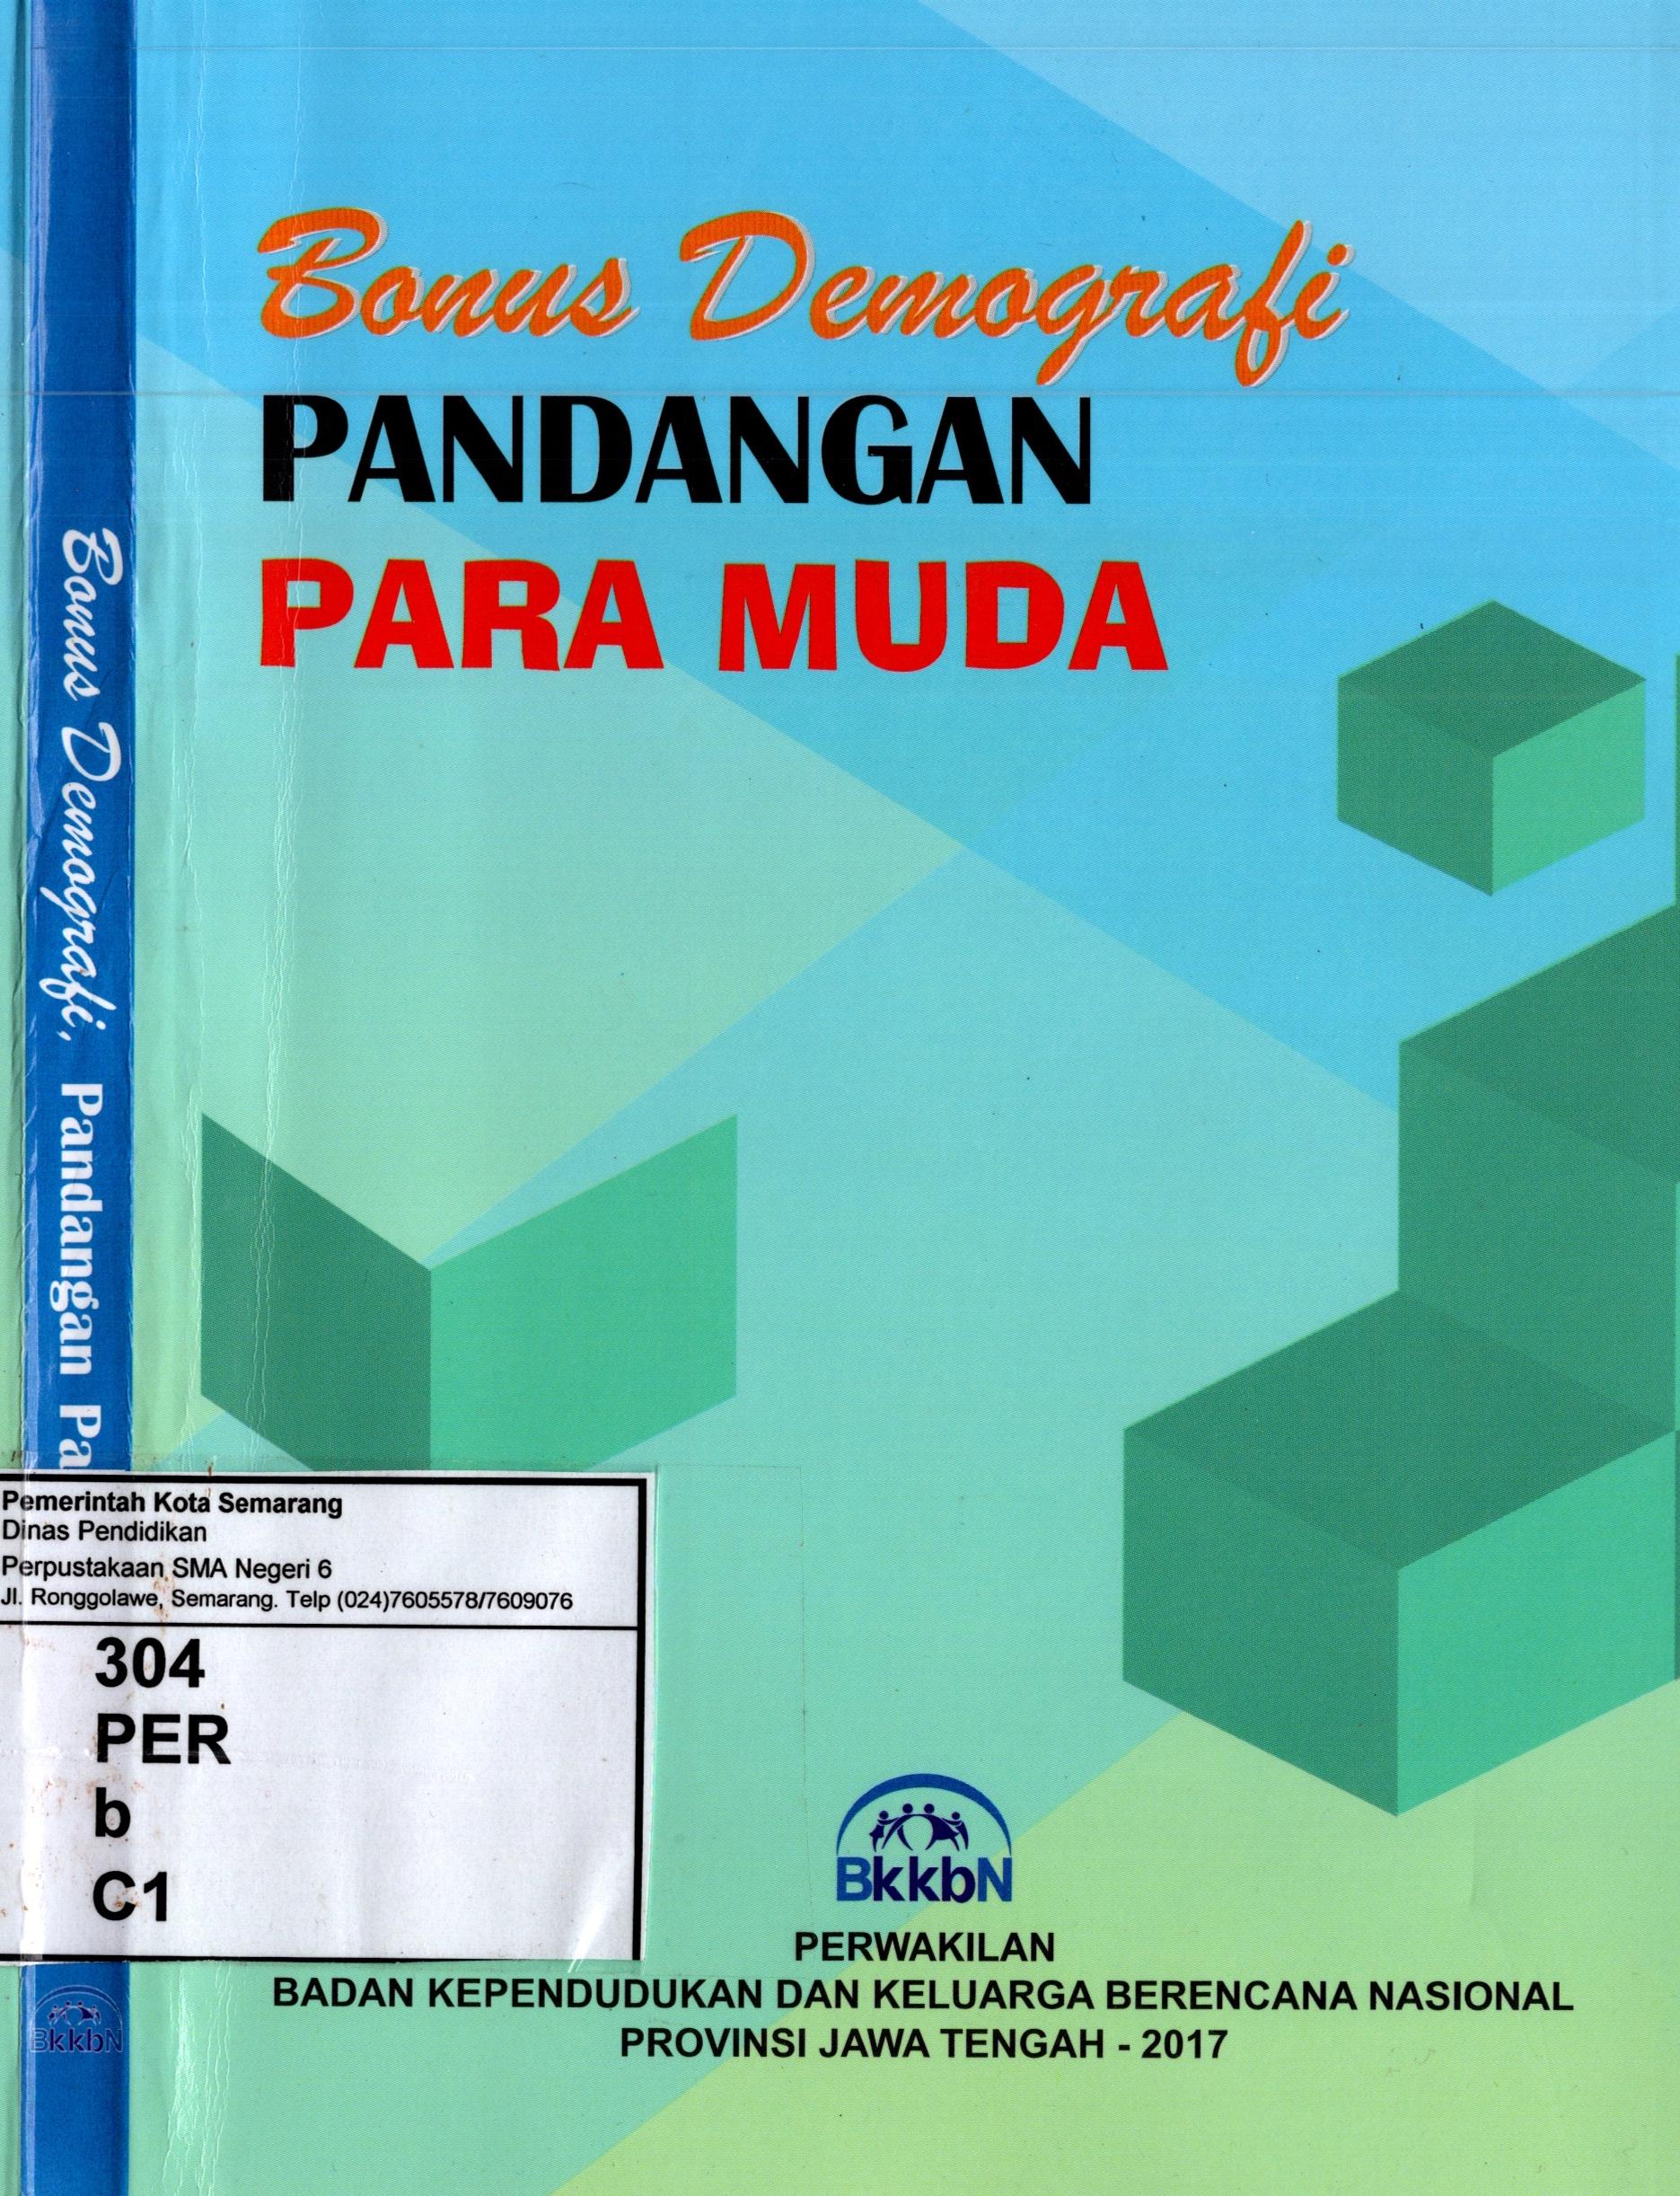 Bonus Demografi
PANDANGAN
PARA MUDA
Bonus Demografi, Pandangan Pa
Pemerintah Kota Semarang
Dinas Pendidikan
Perpustakaan SMA Negeri 6
Jl. Ronggolawe, Semarang. Telp (024)7605578/7609076
304
PER
b
C1
BkkbN
PERWAKILAN
BADAN KEPENDUDUKAN DAN KELUARGA BERENCANA NASIONAL
PROVINSI JAWA TENGAH - 2017
BkkbN